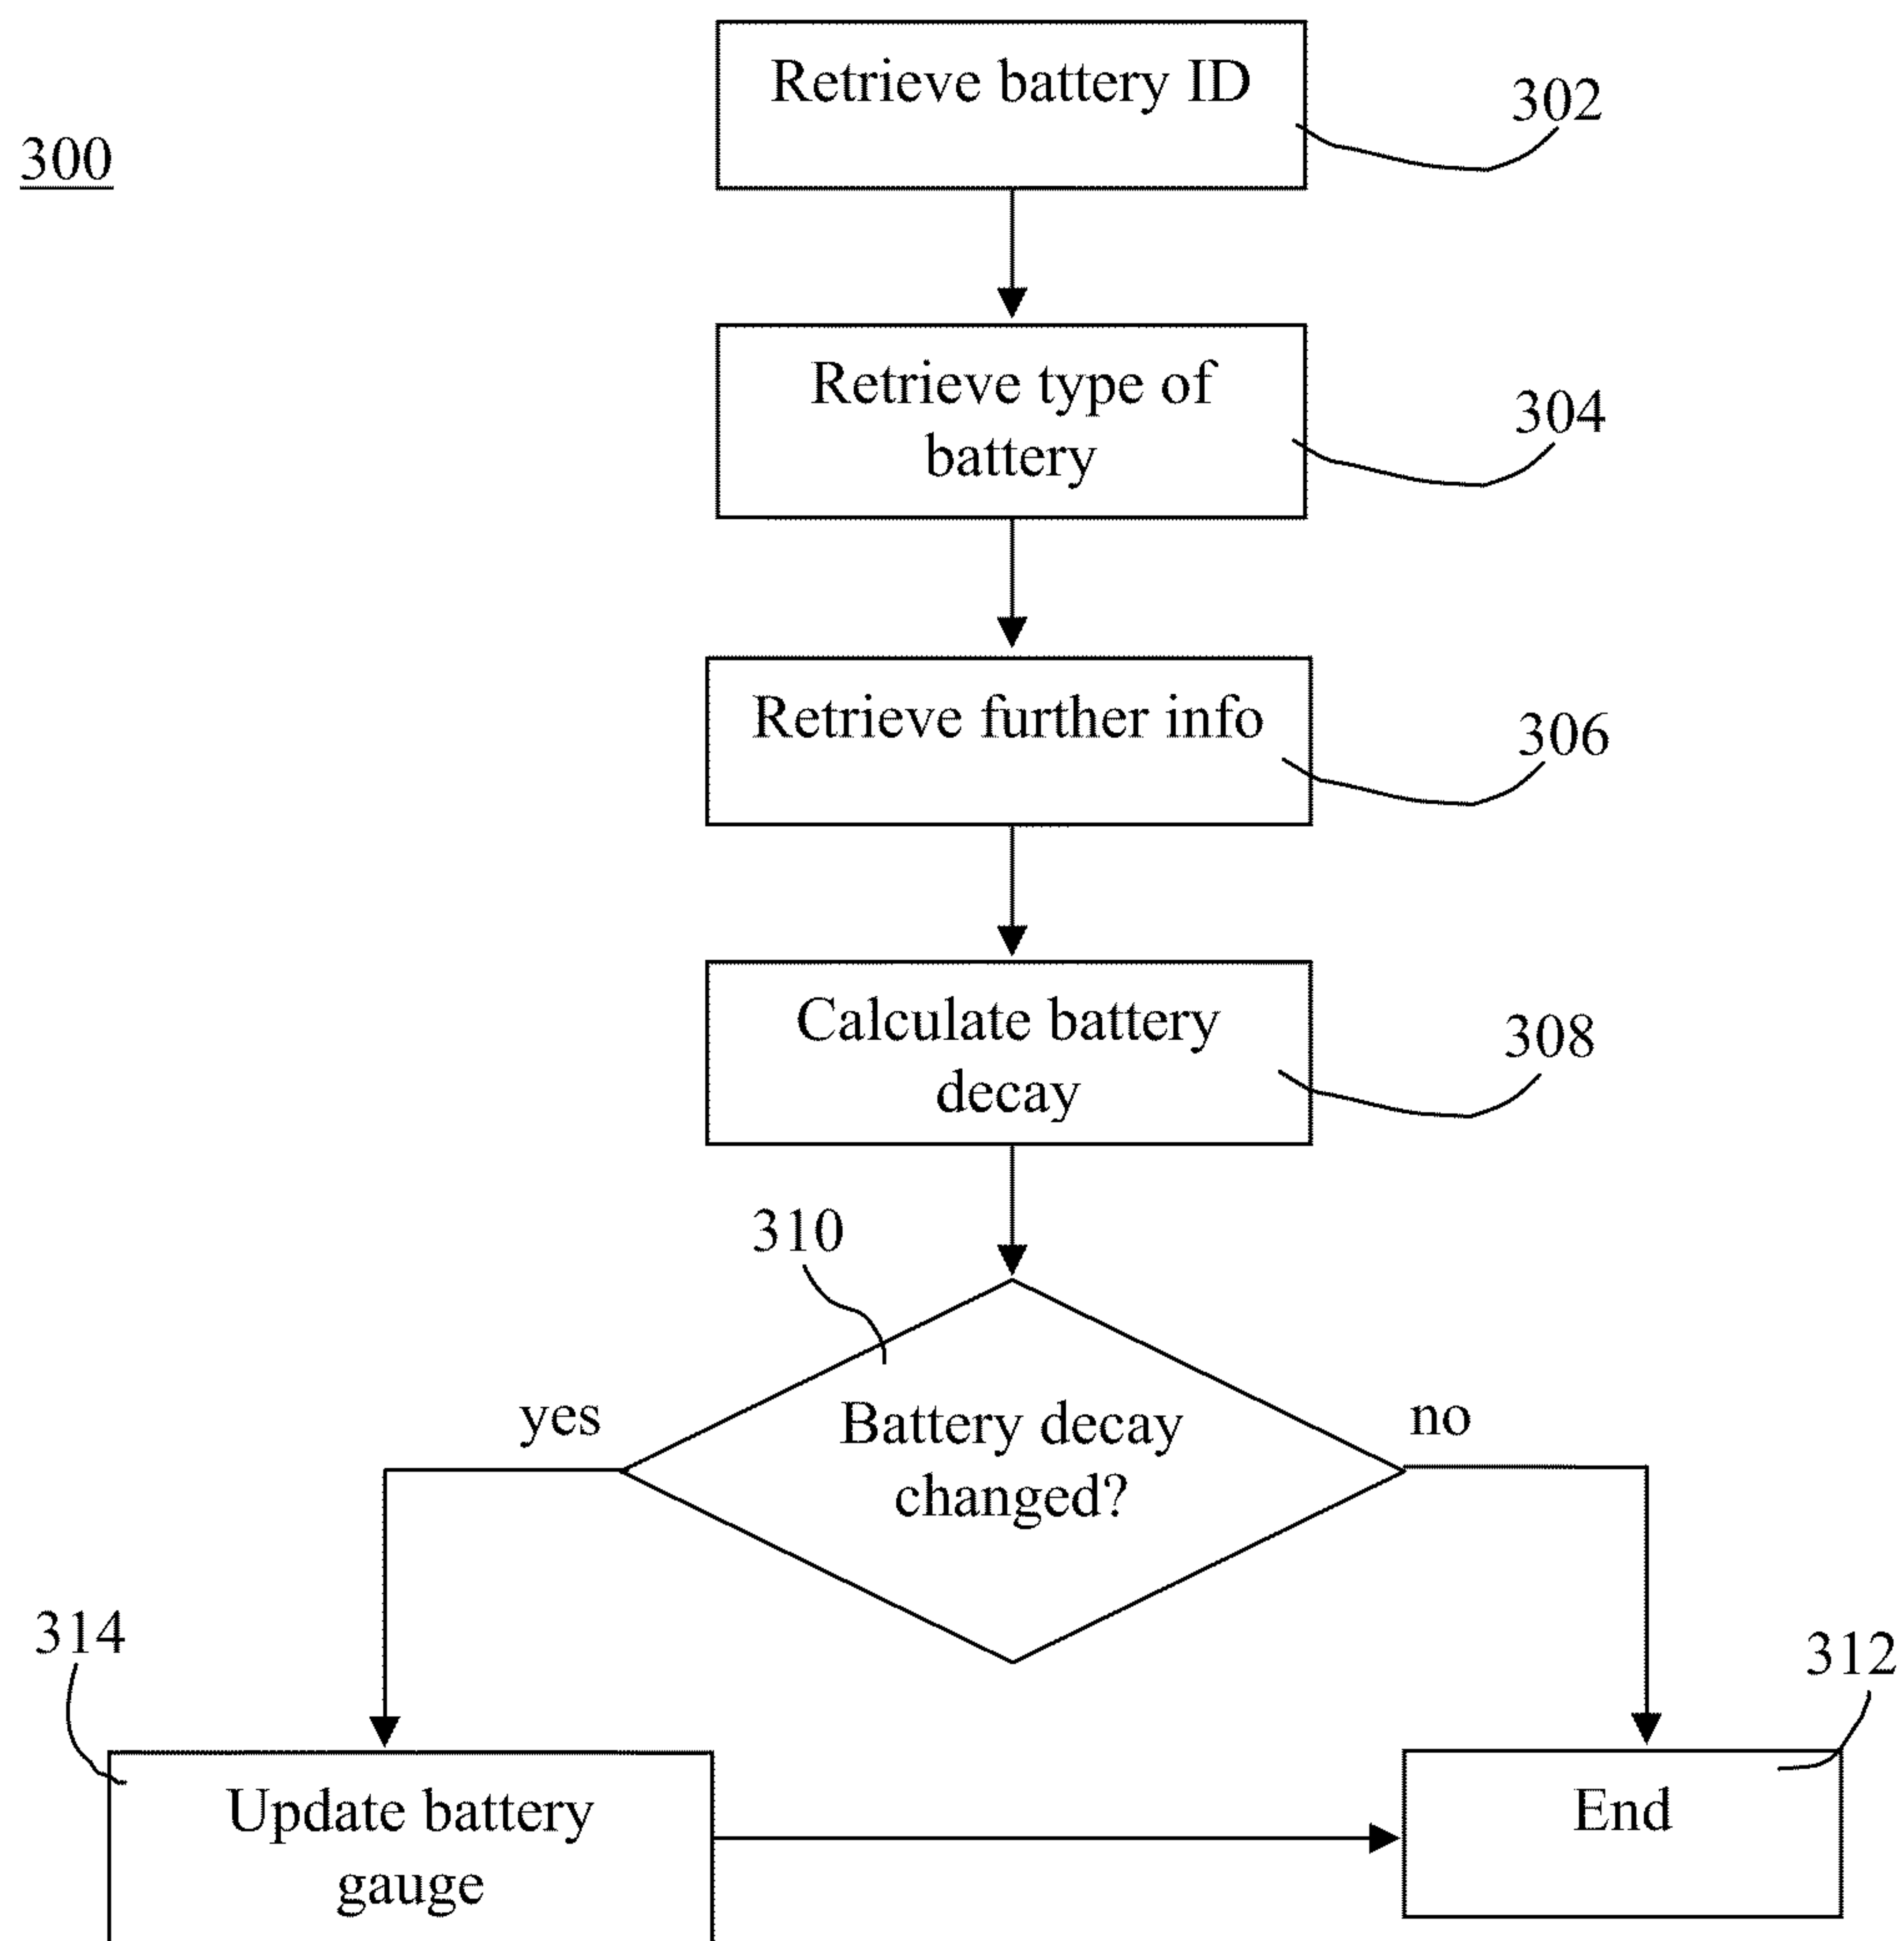 Retrieve battery ID
302
300
Retrieve type of
battery
304
Retrieve further info
306
Calculate battery
decay
308
310
yes
Battery decay
changed?
no
314
312
Update battery
gauge
End